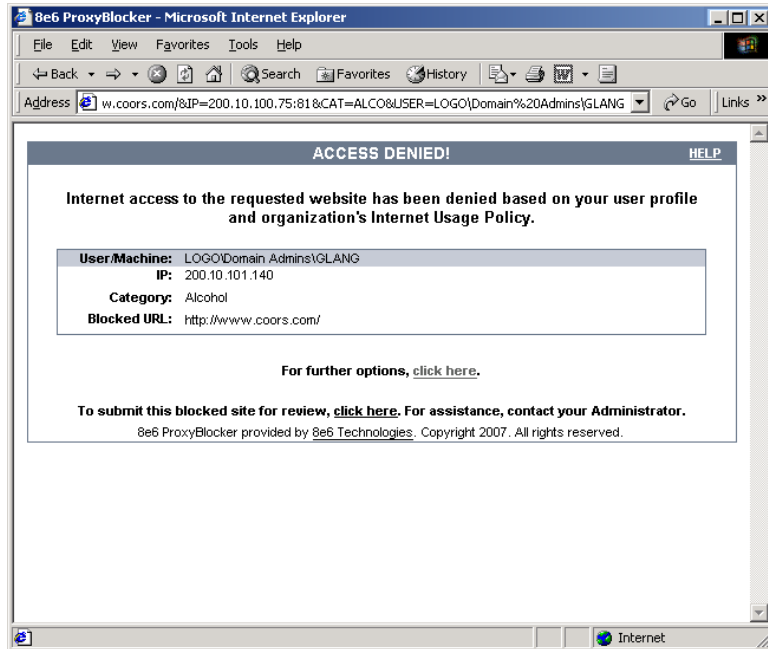 8e6 ProxyBlocker - Microsoft Internet Explorer
File Edit View Favorites Tools Help
Back Search Favorites History
Address w.coors.com/&IP=200.10.100.75:81&CAT=ALCO&USER=LOGO\Domain%20Admins\GLANG Go Links »
ACCESS DENIED! HELP
Internet access to the requested website has been denied based on your user profile
and organization's Internet Usage Policy.
User/Machine: LOGO\Domain Admins\GLANG
IP: 200.10.101.140
Category: Alcohol
Blocked URL: http://www.coors.com/
For further options, click here.
To submit this blocked site for review, click here. For assistance, contact your Administrator.
8e6 ProxyBlocker provided by 8e6 Technologies. Copyright 2007. All rights reserved.
Internet